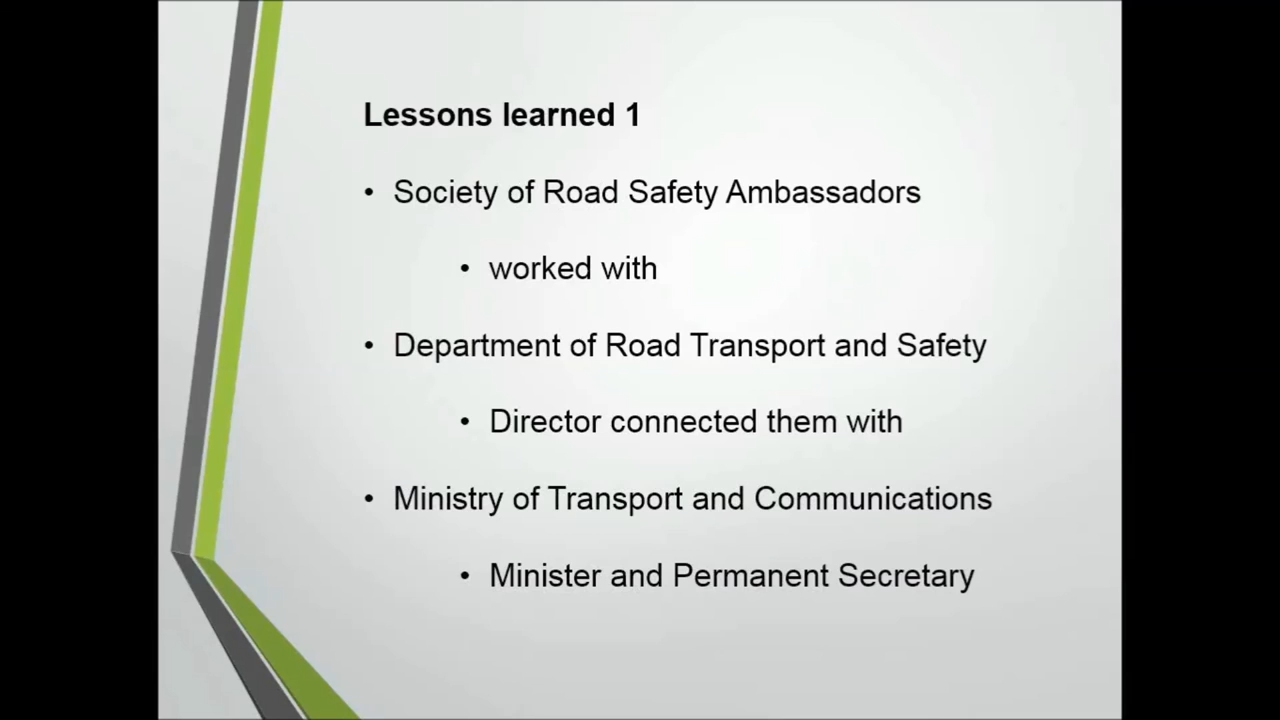 Lessons learned 1
• Society of Road Safety Ambassadors
• worked with
• Department of Road Transport and Safety
• Director connected them with
• Ministry of Transport and Communications
• Minister and Permanent Secretary